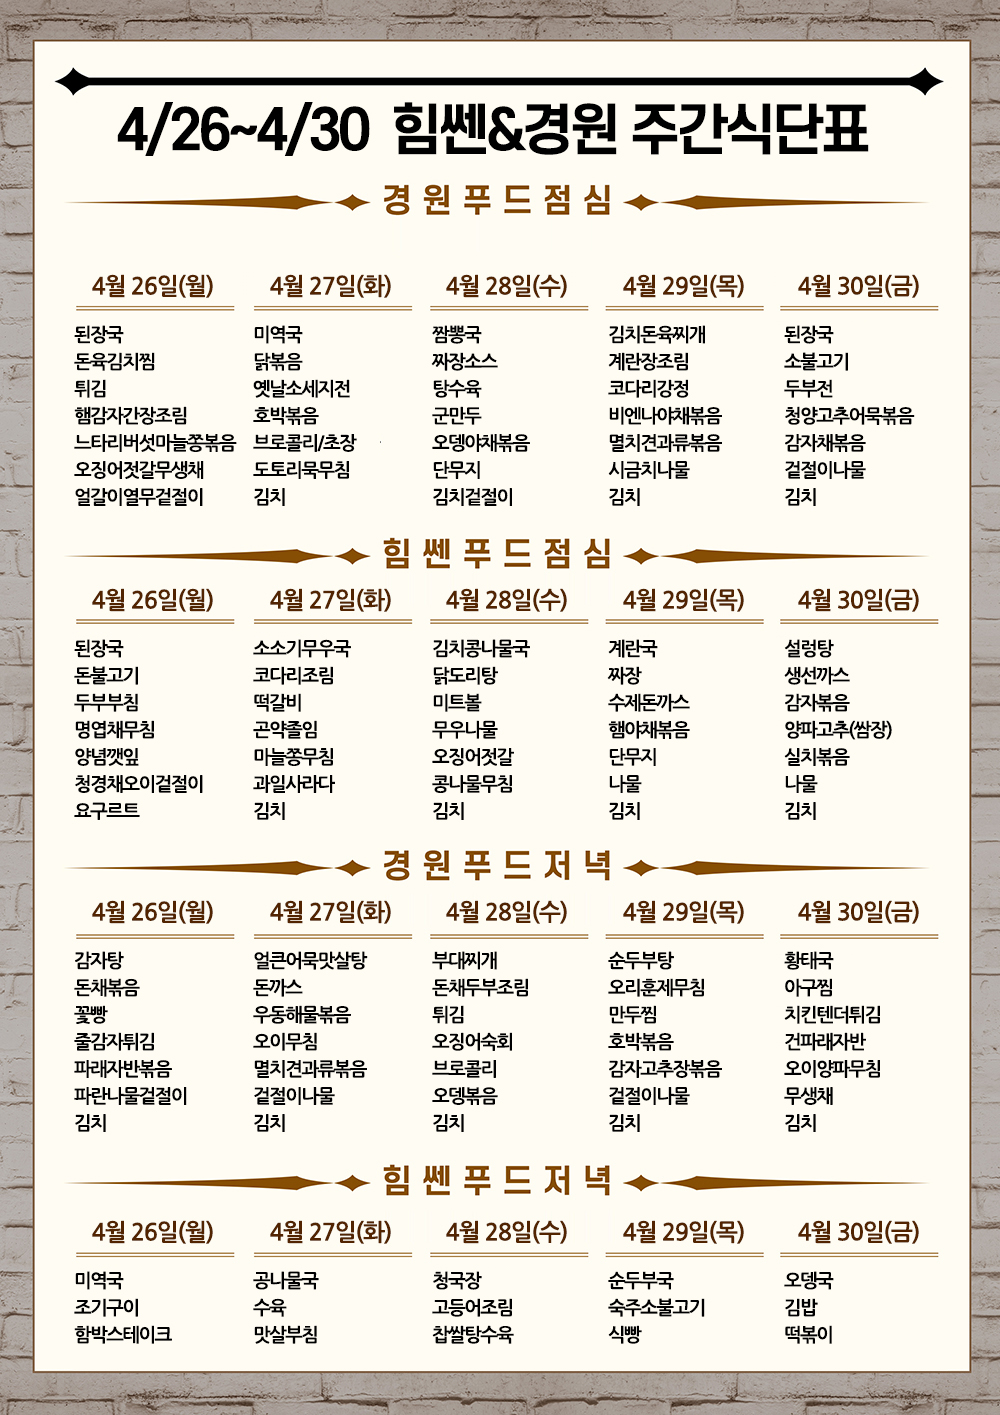 4/26~4/30 힘쎈&경원 주간식단표
경원푸드점심
4월 26일(월) 4월 27일(화) 4월 28일(수) 4월 29일(목) 4월 30일(금)
된장국 미역국 짬뽕국 김치돈육찌개 된장국
돈육김치찜 닭볶음 짜장소스 계란장조림 소불고기
튀김 옛날소세지전 탕수육 코다리강정 두부전
햄감자간장조림 호박볶음 군만두 비엔나야채볶음 청양고추어묵볶음
느타리버섯마늘쫑볶음 브로콜리/초장 오뎅야채볶음 멸치견과류볶음 감자채볶음
오징어젓갈무생채 도토리묵무침 단무지 시금치나물 겉절이나물
얼갈이열무겉절이 김치 김치겉절이 김치 김치
힘쎈푸드점심
4월 26일(월) 4월 27일(화) 4월 28일(수) 4월 29일(목) 4월 30일(금)
된장국 소소기무우국 김치콩나물국 계란국 설렁탕
돈불고기 코다리조림 닭도리탕 짜장 생선까스
두부부침 떡갈비 미트볼 수제돈까스 감자볶음
명엽채무침 곤약졸임 무우나물 햄야채볶음 양파고추(쌈장)
양념깻잎 마늘쫑무침 오징어젓갈 단무지 실치볶음
청경채오이겉절이 과일사라다 콩나물무침 나물 나물
요구르트 김치 김치 김치 김치
경원푸드저녁
4월 26일(월) 4월 27일(화) 4월 28일(수) 4월 29일(목) 4월 30일(금)
감자탕 얼큰어묵맛살탕 부대찌개 순두부탕 황태국
돈채볶음 돈까스 돈채두부조림 오리훈제무침 아구찜
꽃빵 우동해물볶음 튀김 만두찜 치킨텐더튀김
줄감자튀김 오이무침 오징어숙회 호박볶음 건파래자반
파래자반볶음 멸치견과류볶음 브로콜리 감자고추장볶음 오이양파무침
파란나물겉절이 겉절이나물 오뎅볶음 겉절이나물 무생채
김치 김치 김치 김치 김치
힘쎈푸드저녁
4월 26일(월) 4월 27일(화) 4월 28일(수) 4월 29일(목) 4월 30일(금)
미역국 공나물국 청국장 순두부국 오뎅국
조기구이 수육 고등어조림 숙주소불고기 김밥
함박스테이크 맛살부침 찹쌀탕수육 식빵 떡볶이